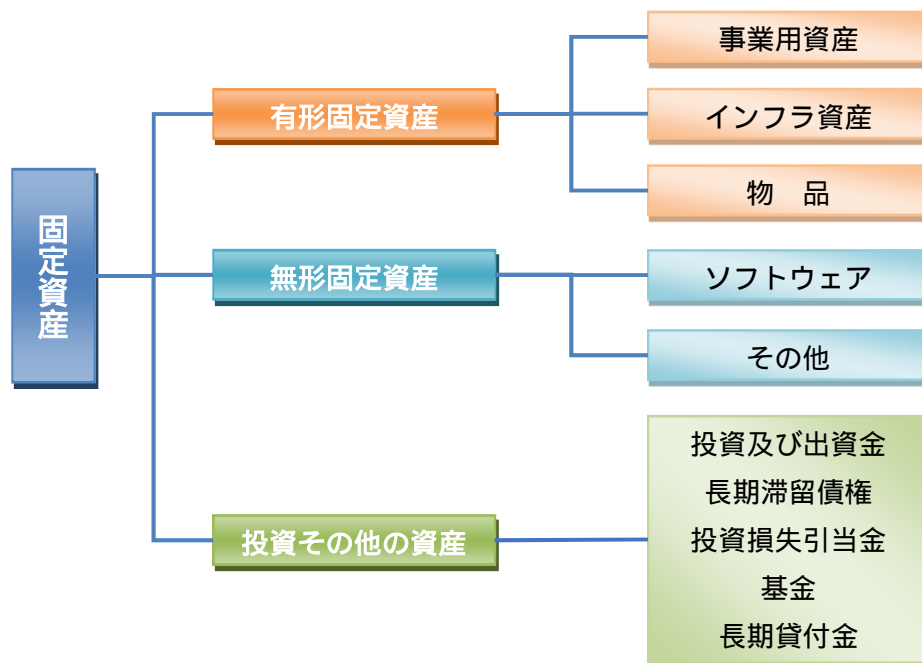 固定資産
有形固定資産
事業用資産
インフラ資産
物　品
無形固定資産
ソフトウェア
その他
投資その他の資産
投資及び出資金
長期滞留債権
投資損失引当金
基金
長期貸付金